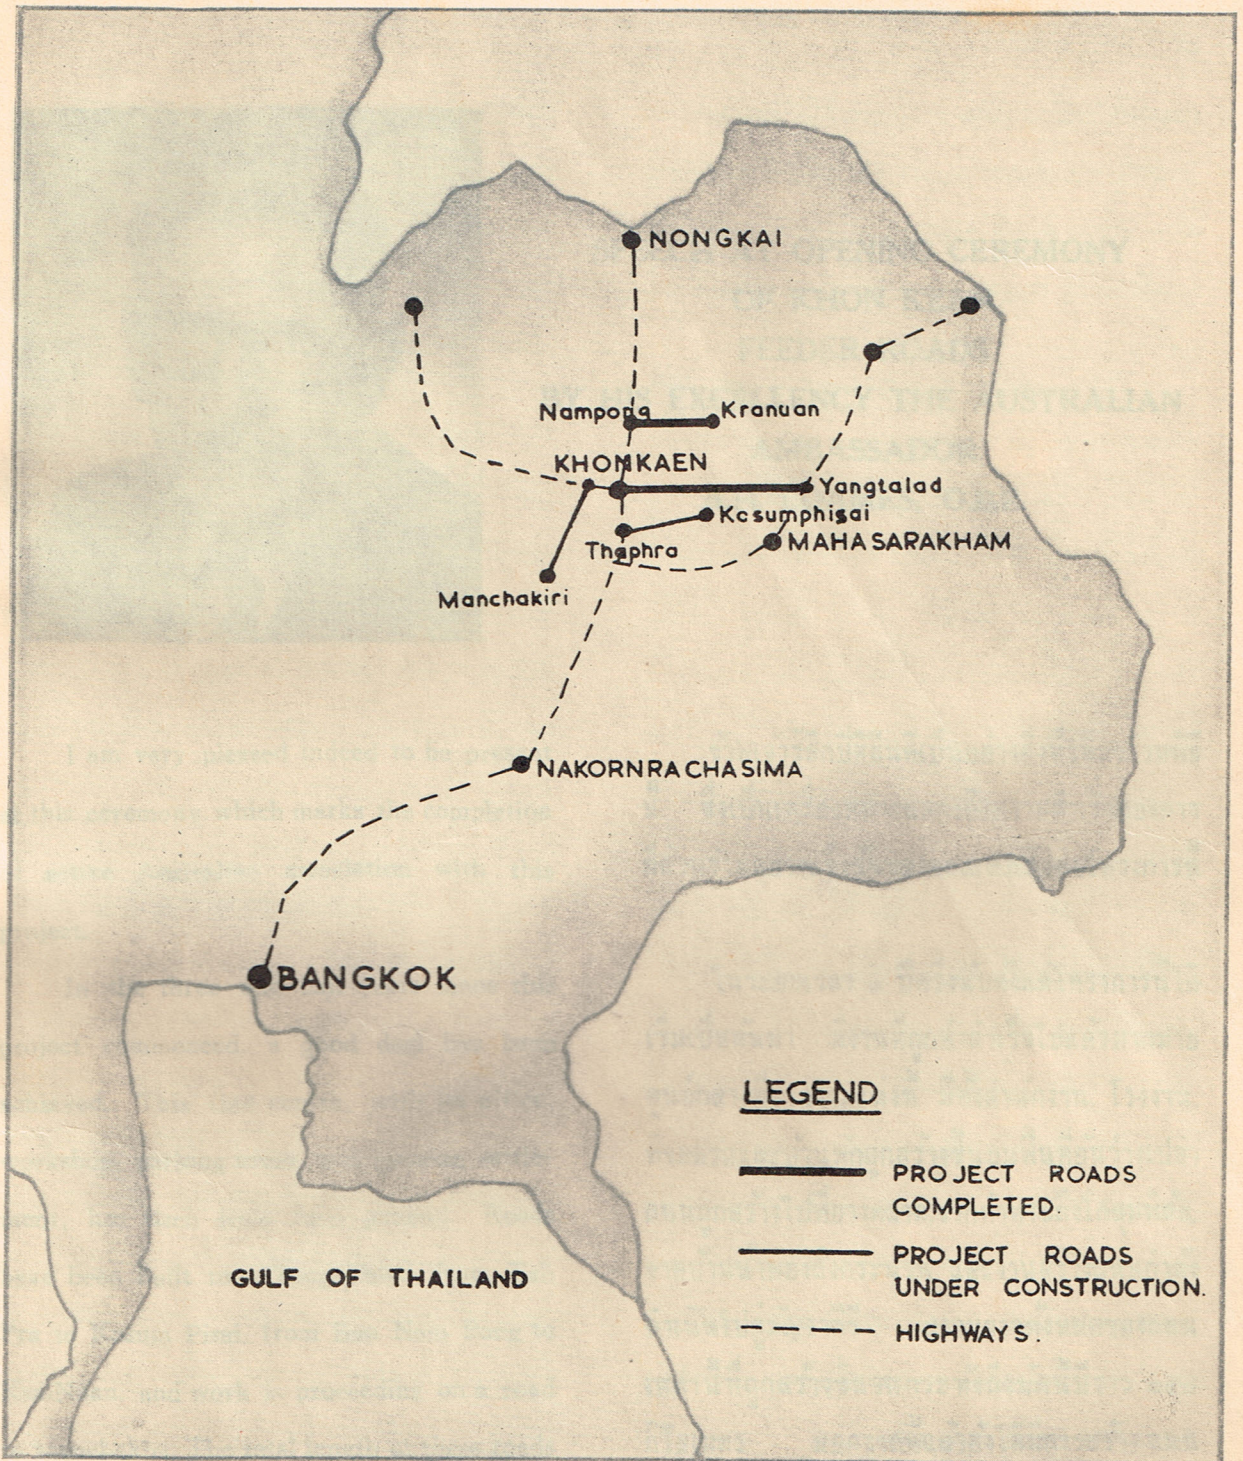 NONGKAI
Nampong
Kranuan
KHONKAEN
Yangtalad
Kosumphisai
Thaphra
MAHASARAKHAM
Manchakiri
NAKORNRACHASIMA
BANGKOK
LEGEND
PROJECT ROADS
COMPLETED.
PROJECT ROADS
UNDER CONSTRUCTION.
GULF OF THAILAND
HIGHWAYS.